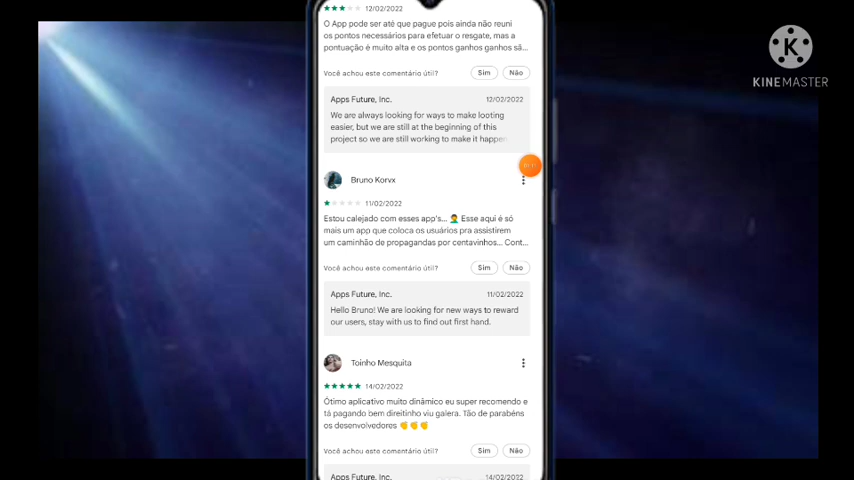 12/02/2022
O App pode ser até que pague pois ainda não reuni
os pontos necessários para efetuar o resgate, mas a
pontuação é muito alta e os pontos ganhos ganhos sã...
Você achou este comentário útil? Sim Não
Apps Future, Inc. 12/02/2022
We are always looking for ways to make looting
easier, but we are still at the beginning of this
project so we are still working to make it happen
Bruno Korvx
11/02/2022
Estou calejado com esses app's... 🤦‍♂️ Esse aqui é só
mais um app que coloca os usuários pra assistirem
um caminhão de propagandas por centavinhos... Cont...
Você achou este comentário útil? Sim Não
Apps Future, Inc. 11/02/2022
Hello Bruno! We are looking for new ways to reward
our users, stay with us to find out first hand.
Toinho Mesquita
14/02/2022
Ótimo aplicativo muito dinâmico eu super recomendo e
tá pagando bem direitinho viu galera. Tão de parabéns
os desenvolvedores 👏👏👏
Você achou este comentário útil? Sim Não
Apps Future, Inc. 14/02/2022
K
KINEMASTER